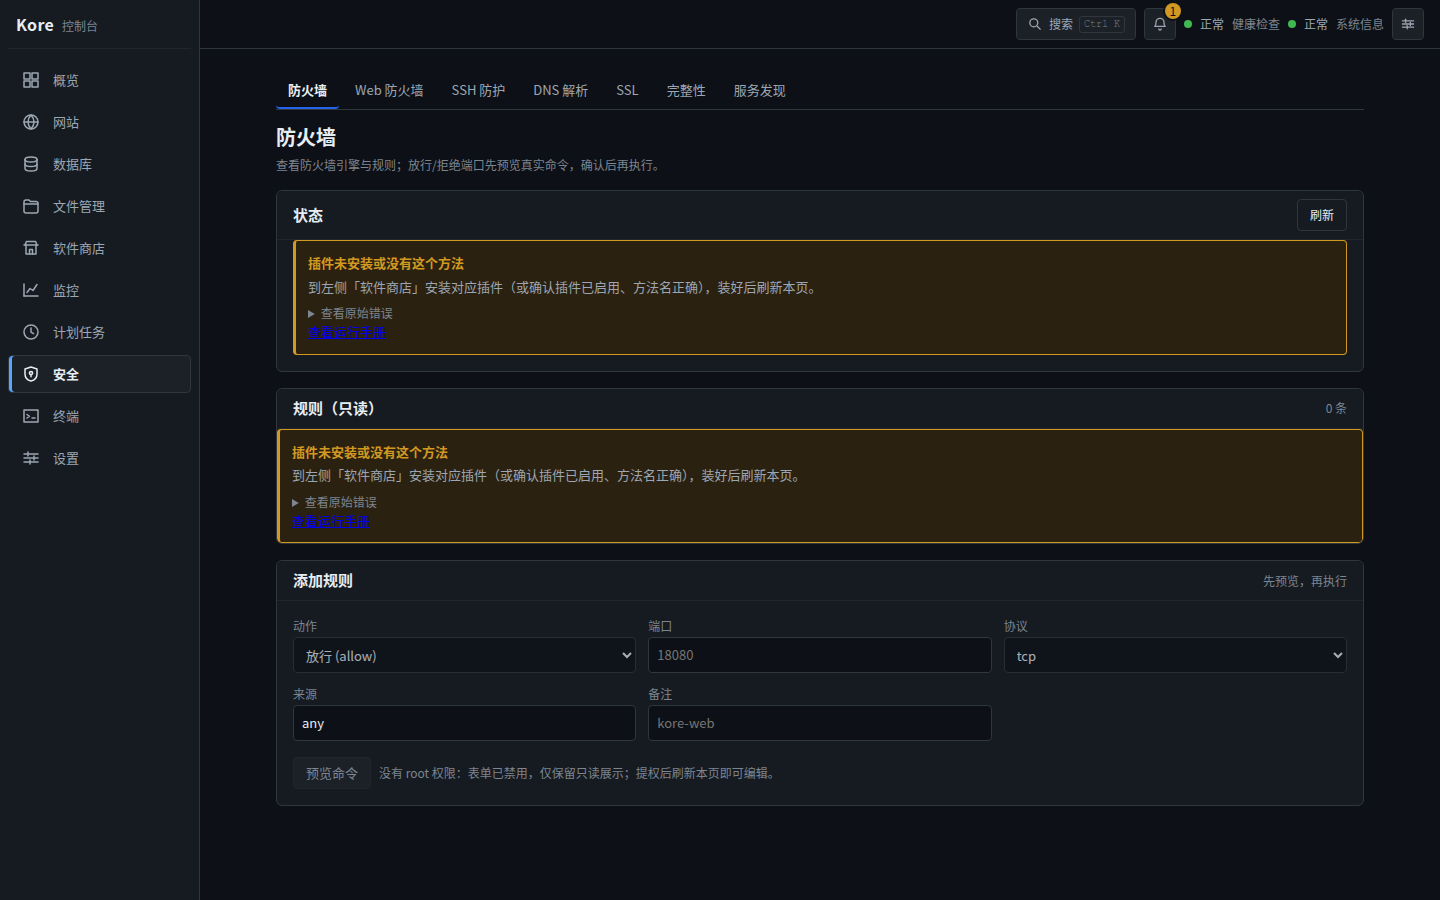 Kore 控制台
搜索 Ctrl K
1
正常 健康检查
正常 系统信息
概览
网站
数据库
文件管理
软件商店
监控
计划任务
安全
终端
设置
防火墙 Web 防火墙 SSH 防护 DNS 解析 SSL 完整性 服务发现
防火墙
查看防火墙引擎与规则；放行/拒绝端口先预览真实命令，确认后再执行。
状态
刷新
插件未安装或没有这个方法
到左侧「软件商店」安装对应插件（或确认插件已启用、方法名正确），装好后刷新本页。
查看原始错误
查看运行手册
规则（只读）
0 条
插件未安装或没有这个方法
到左侧「软件商店」安装对应插件（或确认插件已启用、方法名正确），装好后刷新本页。
查看原始错误
查看运行手册
添加规则
先预览，再执行
动作 端口 协议
放行 (allow) 18080 tcp
来源 备注
any kore-web
预览命令 没有 root 权限：表单已禁用，仅保留只读展示；提权后刷新本页即可编辑。